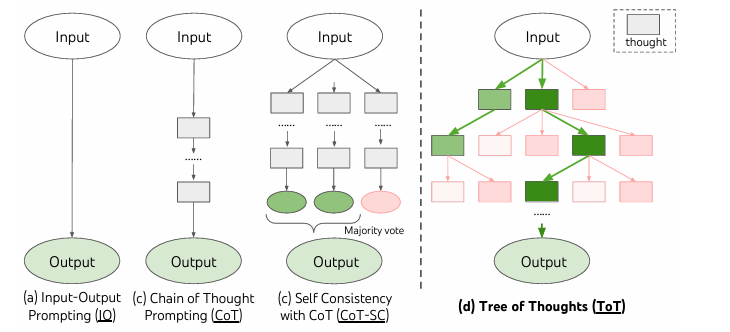 Input
Input
Input
Input
thought
......
......
......
......
......
Majority vote
Output
Output
Output
Output
(a) Input-Output
Prompting (IO)
(c) Chain of Thought
Prompting (CoT)
(c) Self Consistency
with CoT (CoT-SC)
(d) Tree of Thoughts (ToT)